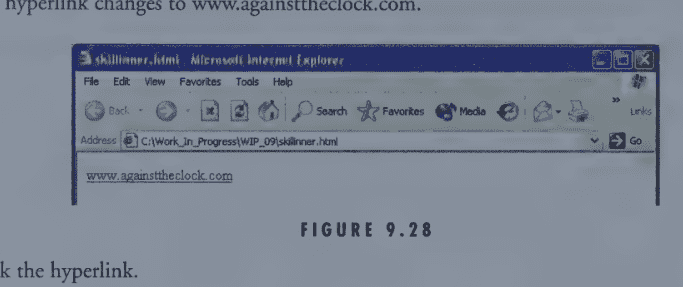 hyperlink changes to www.againsttheclock.com.
skillinner.html - Microsoft Internet Explorer
File Edit View Favorites Tools Help
Back Search Favorites Media Links
Address C:\Work_In_Progress\WIP_09\skillinner.html Go
www.againsttheclock.com
FIGURE 9.28
k the hyperlink.